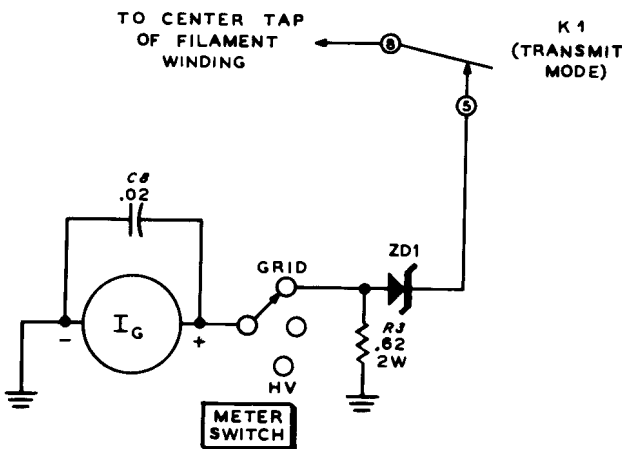 TO CENTER TAP
OF FILAMENT
WINDING
8
K1
(TRANSMIT
MODE)
5
C8
.02
ZD1
GRID
I_G
-
+
R3
.62
2W
HV
METER
SWITCH